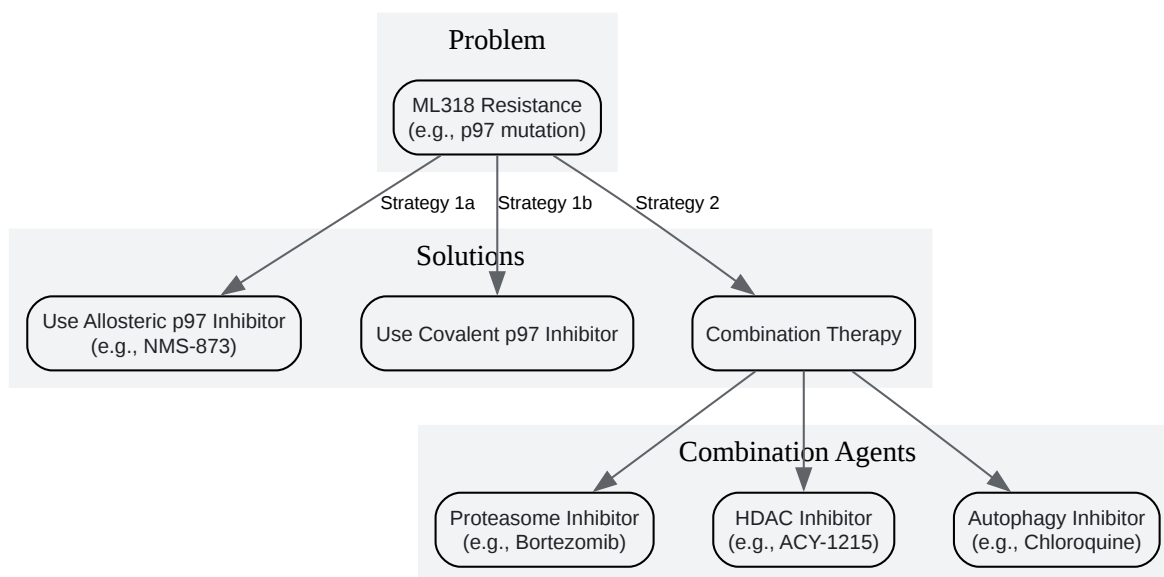 Problem
ML318 Resistance
(e.g., p97 mutation)
Strategy 1a
Strategy 1b
Strategy 2
Solutions
Use Allosteric p97 Inhibitor
(e.g., NMS-873)
Use Covalent p97 Inhibitor
Combination Therapy
Combination Agents
Proteasome Inhibitor
(e.g., Bortezomib)
HDAC Inhibitor
(e.g., ACY-1215)
Autophagy Inhibitor
(e.g., Chloroquine)